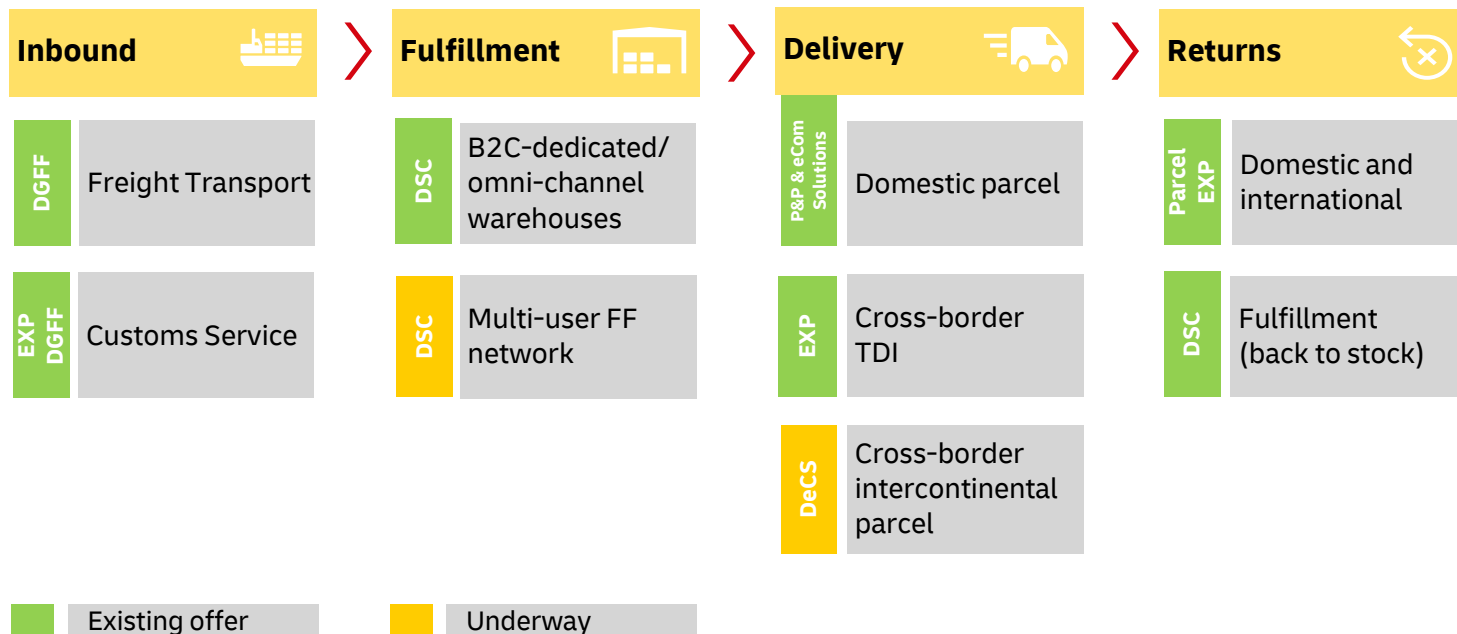 Inbound
Fulfillment
Delivery
Returns
DGFF
Freight Transport
EXP
DGFF
Customs Service
DSC
B2C-dedicated/
omni-channel
warehouses
DSC
Multi-user FF
network
P&P & eCom
Solutions
Domestic parcel
EXP
Cross-border
TDI
DeCS
Cross-border
intercontinental
parcel
Parcel
EXP
Domestic and
international
DSC
Fulfillment
(back to stock)
Existing offer
Underway